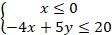 x ≤ 0
−4x + 5y ≤ 20